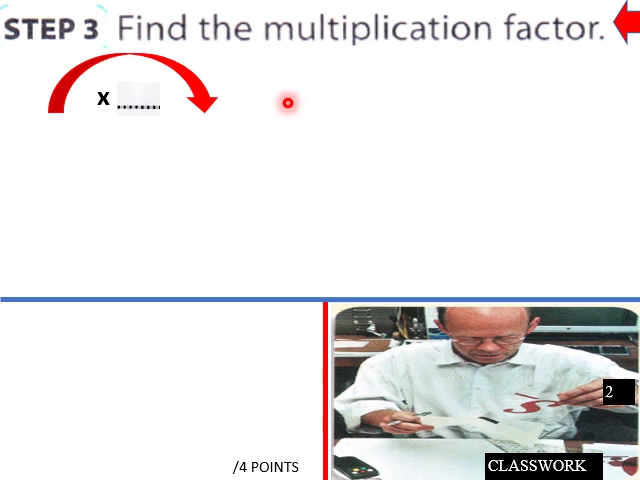 STEP 3 Find the multiplication factor.
X ........
2
/4 POINTS
CLASSWORK